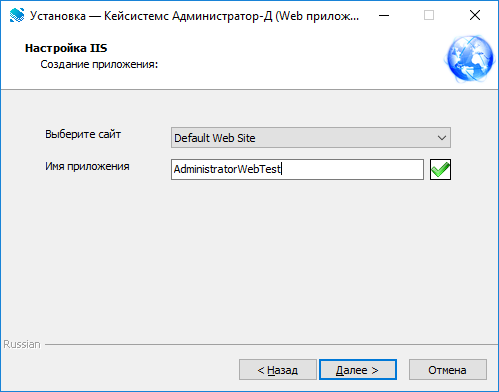 Установка — Кейсистемс Администратор-Д (Web прилож...
Настройка IIS
Создание приложения:
Выберите сайт
Default Web Site
Имя приложения
AdministratorWebTest
Russian
< Назад
Далее >
Отмена